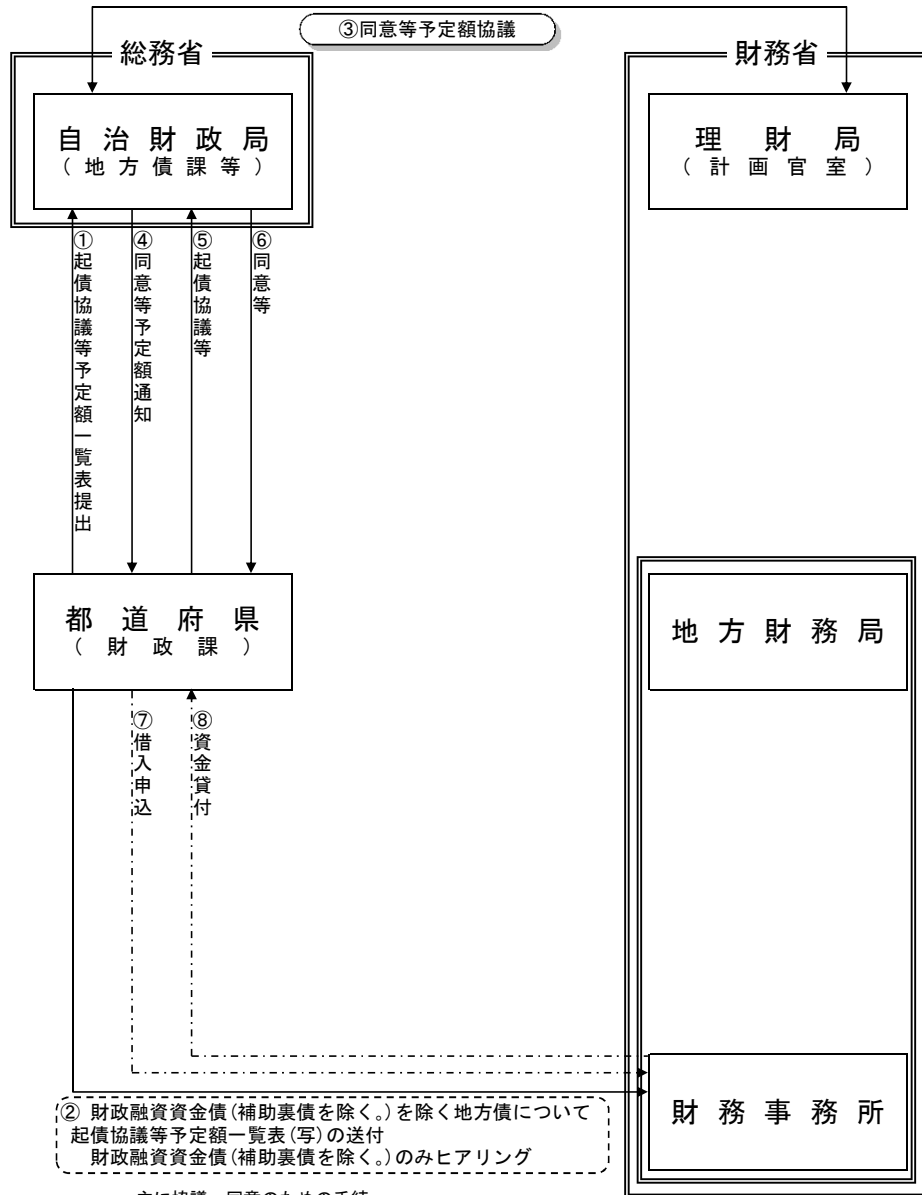 ③同意等予定額協議
総務省
財務省
自治財政局
(地方債課等)
理財局
(計画官室)
①起債協議等予定額一覧表提出
④同意等予定額通知
⑤起債協議等
⑥同意等
都道府県
(財政課)
地方財務局
⑦借入申込
⑧資金貸付
② 財政融資資金債(補助裏債を除く。)を除く地方債について
起債協議等予定額一覧表(写)の送付
財政融資資金債(補助裏債を除く。)のみヒアリング
財務事務所